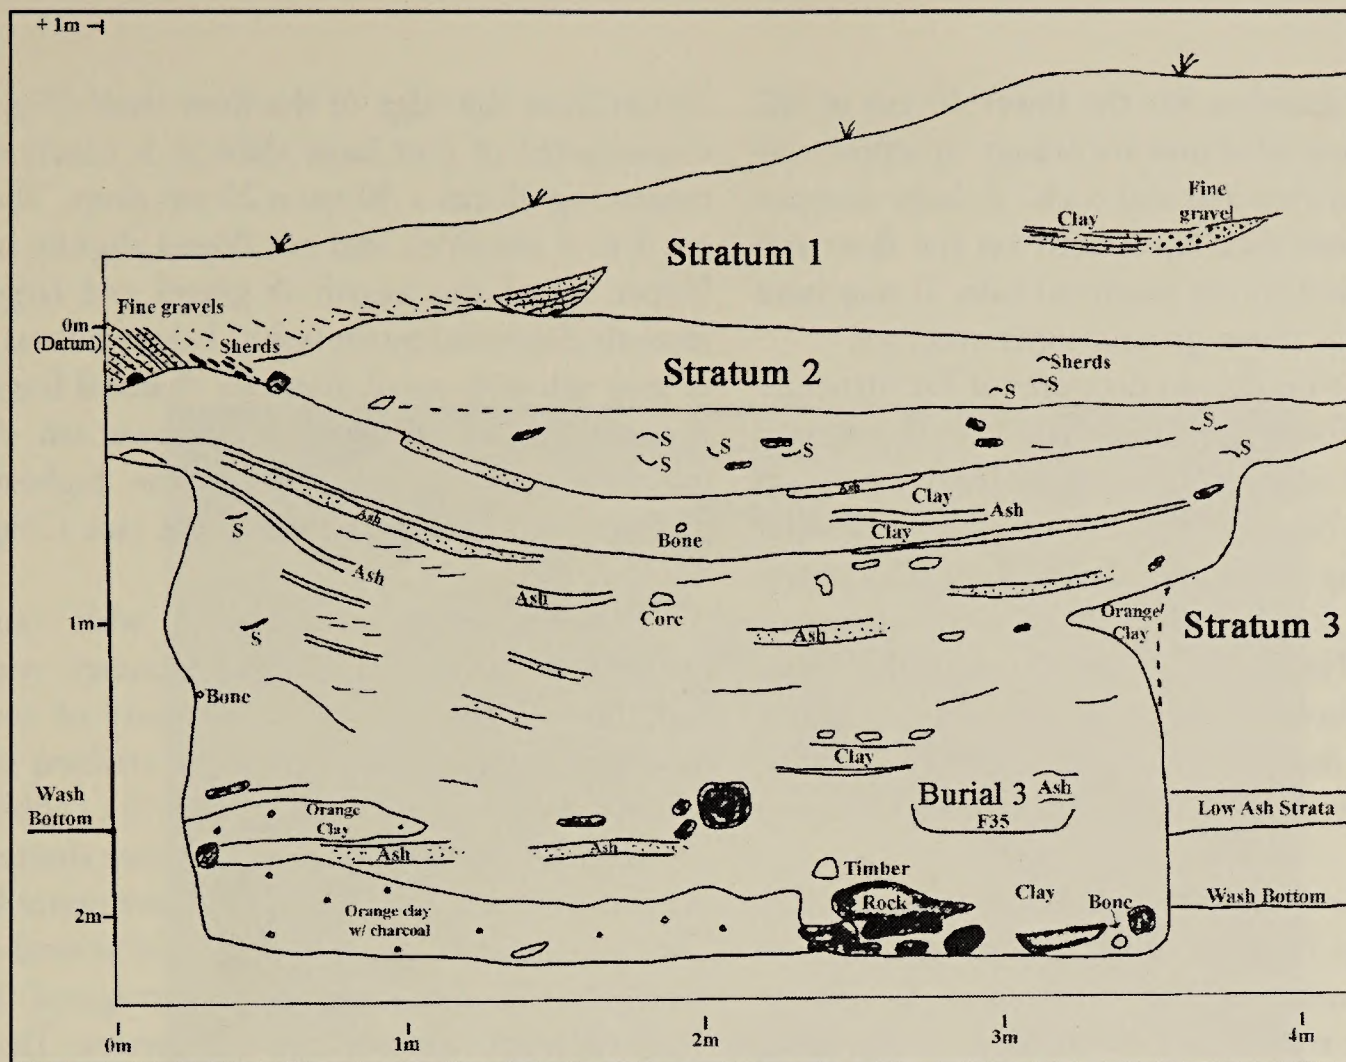 +1m
Fine
gravel
Clay
Stratum 1
Fine gravels
0m
(Datum)
Sherds
Sherds
Stratum 2
S
S
S
S
S
S
S
S
Ash
Clay
Ash
Ash
Clay
S
Bone
Ash
Ash
Core
Ash
Orange
Clay
1m
S
Stratum 3
Bone
Clay
Wash
Bottom
Orange
Clay
Burial 3
Ash
F35
Low Ash Strata
Ash
Ash
Timber
Rock
Clay
Bone
Wash Bottom
Orange clay
w/ charcoal
2m
0m
1m
2m
3m
4m